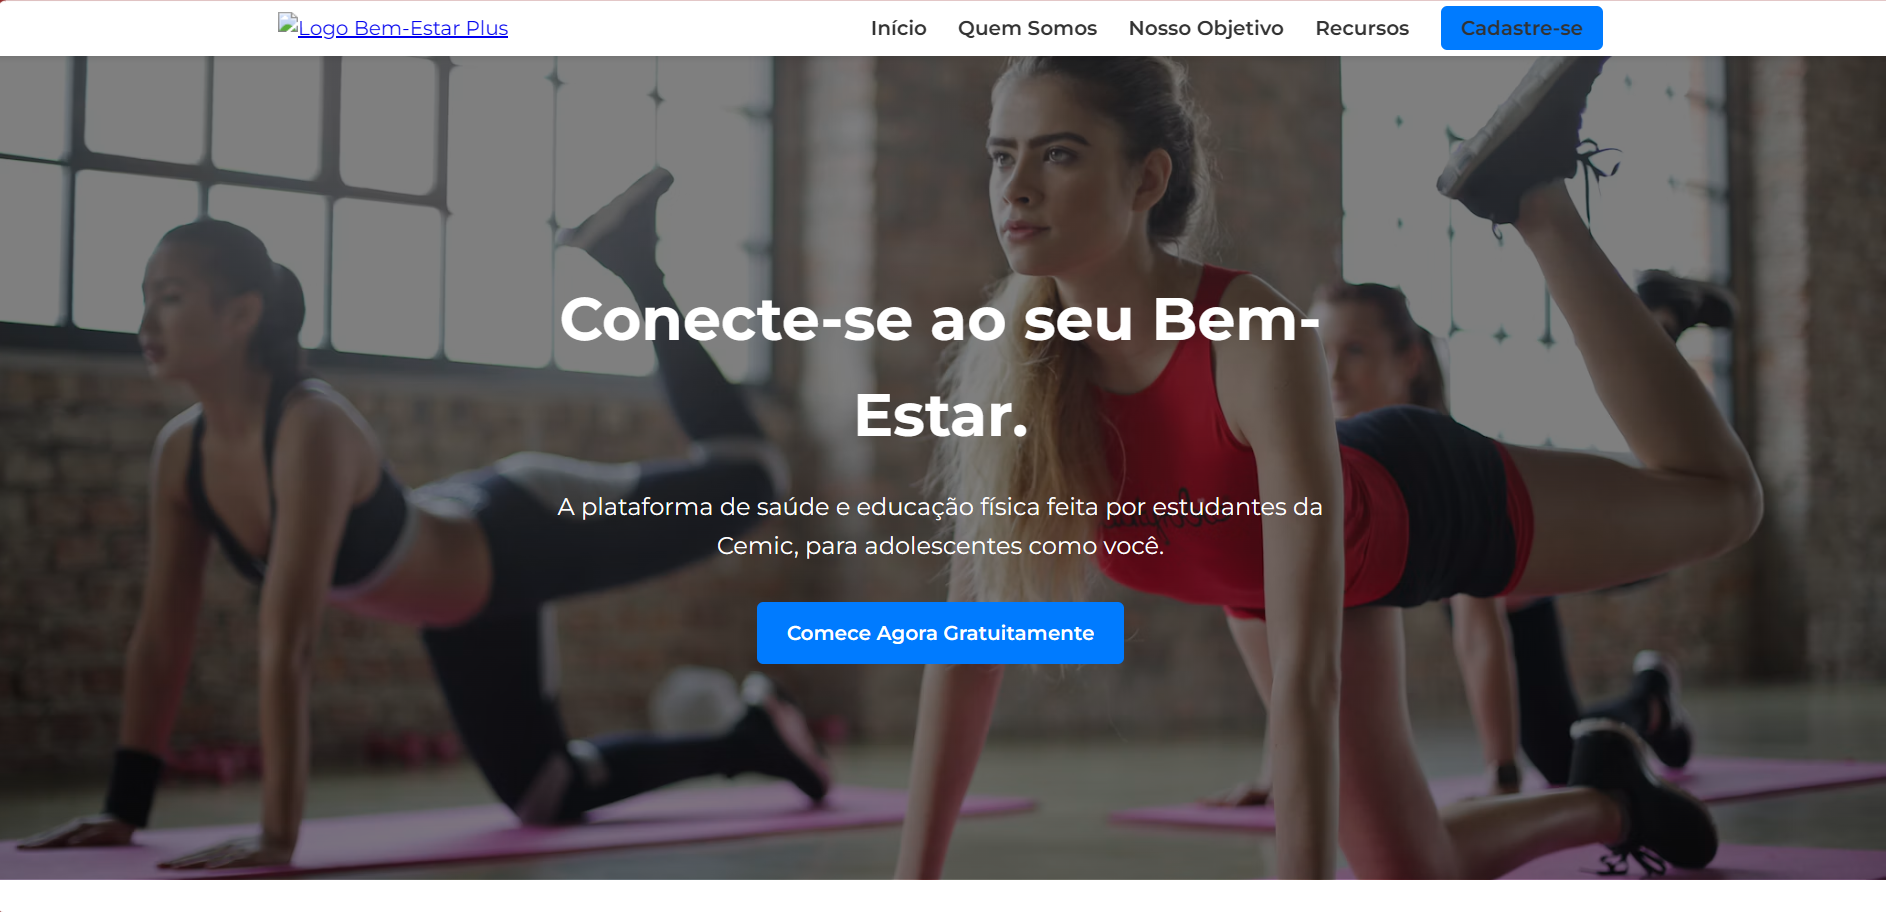 Logo Bem-Estar Plus
Início
Quem Somos
Nosso Objetivo
Recursos
Cadastre-se
Conecte-se ao seu Bem-
Estar.
A plataforma de saúde e educação física feita por estudantes da
Cemic, para adolescentes como você.
Comece Agora Gratuitamente